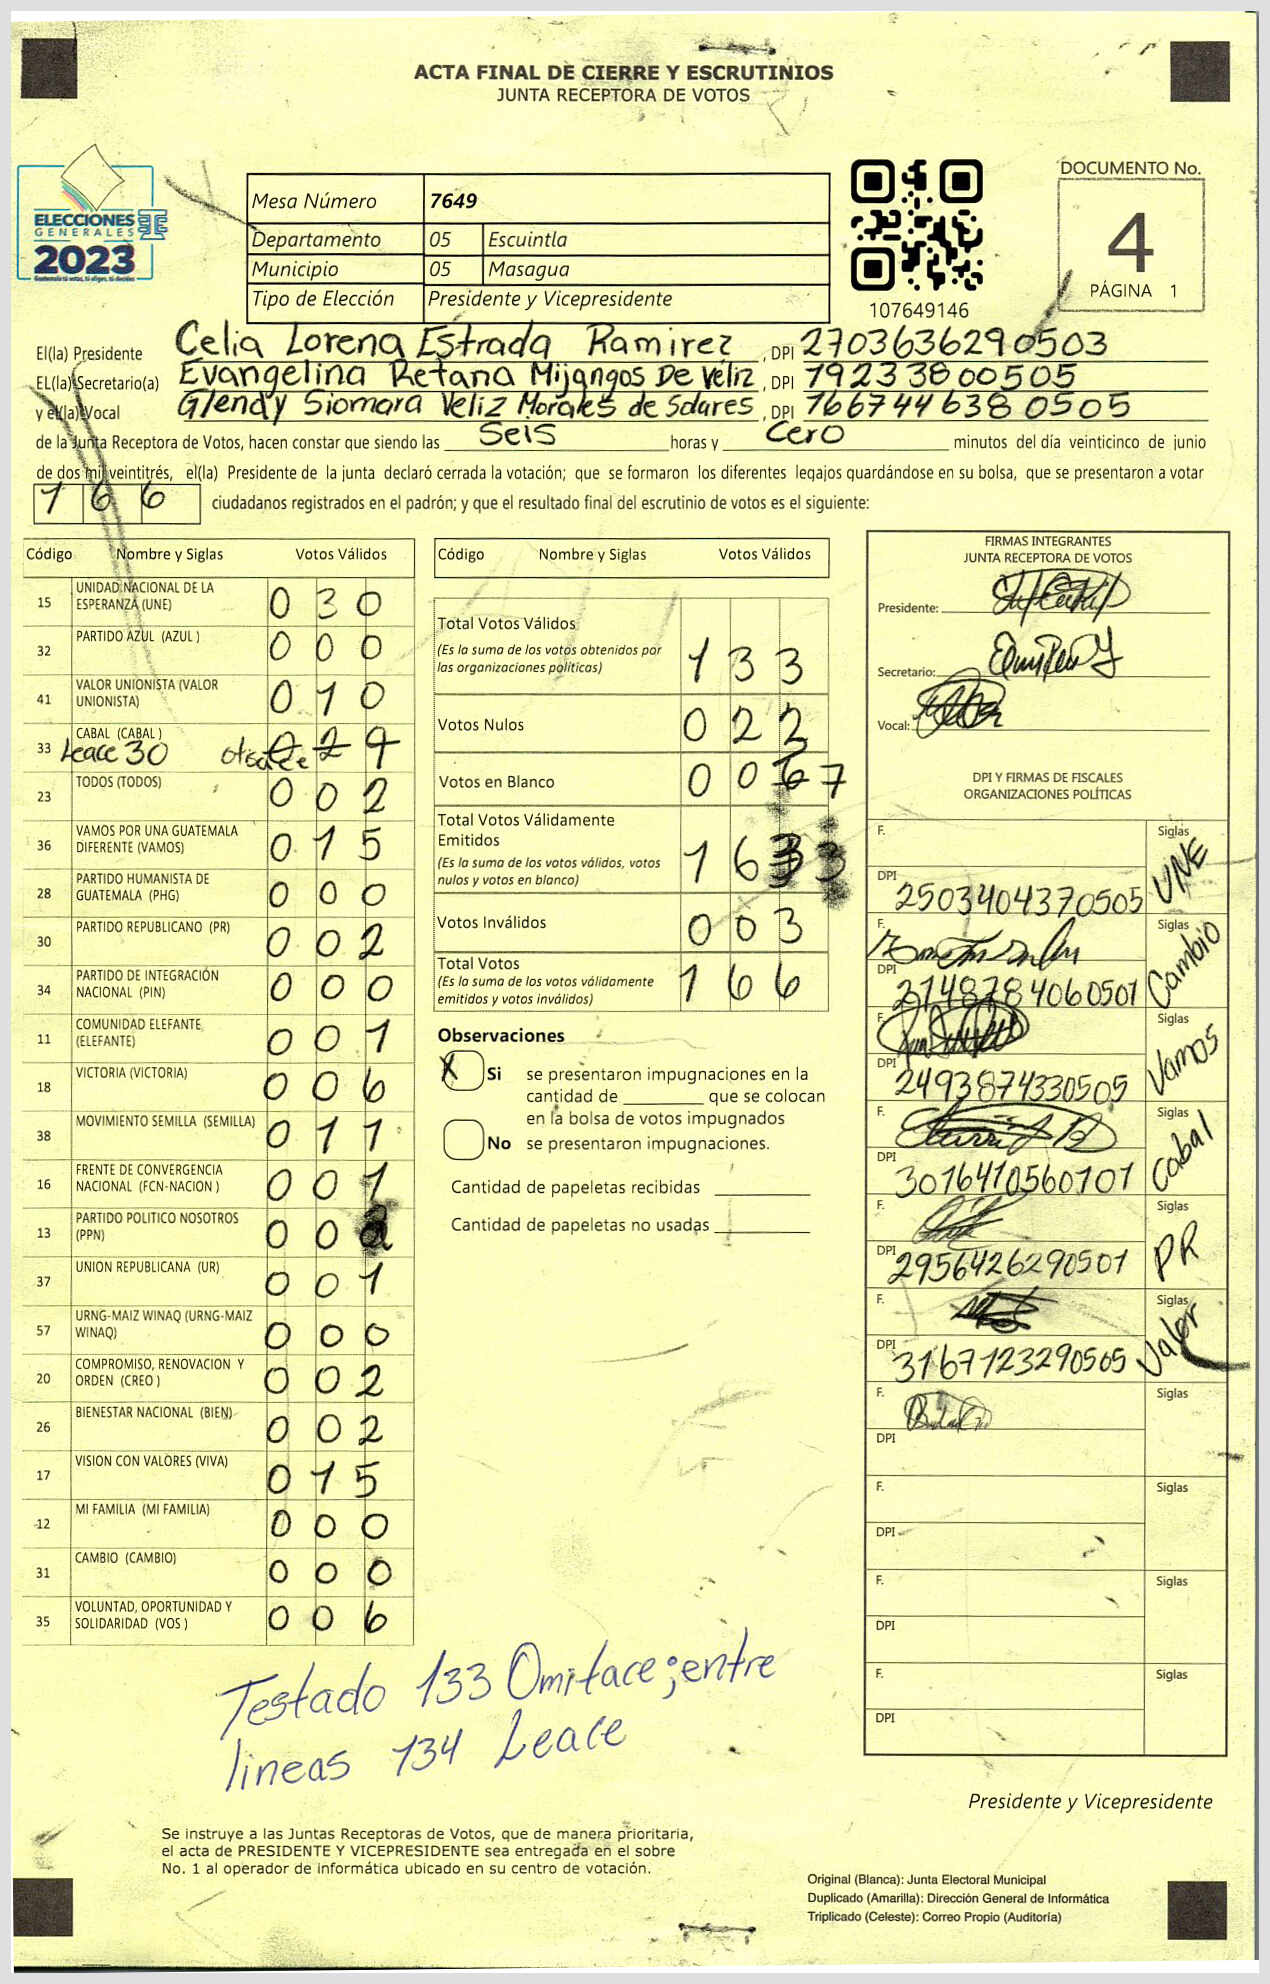 ACTA FINAL DE CIERRE Y ESCRUTINIOS
JUNTA RECEPTORA DE VOTOS
ELECCIONES
GENERALES
2023
Mesa Número 7649
Departamento 05 Escuintla
Municipio 05 Masagua
Tipo de Elección Presidente y Vicepresidente
107649146
DOCUMENTO No.
4
PÁGINA 1
El(la) Presidente Celia Lorena Estrada Ramirez, DPI 2703636290503
EL(la) Secretario(a) Evangelina Retana Mijangos De Véliz, DPI 192333800505
y el(la) Vocal Glendy Siomara Veliz Morales de Solares, DPI 1667446380505
de la Junta Receptora de Votos, hacen constar que siendo las Seis horas y Cero minutos del día veinticinco de junio
de dos mil veintitrés, el(la) Presidente de la junta declaró cerrada la votación; que se formaron los diferentes legajos quardándose en su bolsa, que se presentaron a votar
166 ciudadanos registrados en el padrón; y que el resultado final del escrutinio de votos es el siguiente:
Código Nombre y Siglas Votos Válidos
15 UNIDAD NACIONAL DE LA ESPERANZA (UNE) 0 3 0
32 PARTIDO AZUL (AZUL ) 0 0 0
41 VALOR UNIONISTA (VALOR UNIONISTA) 0 1 0
33 CABAL (CABAL ) Leace 30 0 2 9
23 TODOS (TODOS) 0 0 2
36 VAMOS POR UNA GUATEMALA DIFERENTE (VAMOS) 0 1 5
28 PARTIDO HUMANISTA DE GUATEMALA (PHG) 0 0 0
30 PARTIDO REPUBLICANO (PR) 0 0 2
34 PARTIDO DE INTEGRACIÓN NACIONAL (PIN) 0 0 0
11 COMUNIDAD ELEFANTE (ELEFANTE) 0 0 1
18 VICTORIA (VICTORIA) 0 0 6
38 MOVIMIENTO SEMILLA (SEMILLA) 0 1 1
16 FRENTE DE CONVERGENCIA NACIONAL (FCN-NACION ) 0 0 1
13 PARTIDO POLITICO NOSOTROS (PPN) 0 0
37 UNION REPUBLICANA (UR) 0 0 1
57 URNG-MAIZ WINAQ (URNG-MAIZ WINAQ) 0 0 0
20 COMPROMISO, RENOVACION Y ORDEN (CREO ) 0 0 2
26 BIENESTAR NACIONAL (BIEN) 0 0 2
17 VISION CON VALORES (VIVA) 0 1 5
12 MI FAMILIA (MI FAMILIA) 0 0 0
31 CAMBIO (CAMBIO) 0 0 0
35 VOLUNTAD, OPORTUNIDAD Y SOLIDARIDAD (VOS ) 0 0 6
Código Nombre y Siglas Votos Válidos
Total Votos Válidos
(Es la suma de los votos obtenidos por las organizaciones políticas) 1 3 3
Votos Nulos 0 2 2
Votos en Blanco 0 0 6 7
Total Votos Válidamente Emitidos
(Es la suma de los votos válidos, votos nulos y votos en blanco) 1 6 3 3
Votos Inválidos 0 0 3
Total Votos
(Es la suma de los votos válidamente emitidos y votos inválidos) 1 6 6
Observaciones
X Si se presentaron impugnaciones en la
cantidad de ________ que se colocan
en la bolsa de votos impugnados
No se presentaron impugnaciones.
Cantidad de papeletas recibidas
Cantidad de papeletas no usadas
FIRMAS INTEGRANTES
JUNTA RECEPTORA DE VOTOS
Presidente:
Secretario:
Vocal:
DPI Y FIRMAS DE FISCALES
ORGANIZACIONES POLÍTICAS
F. Siglas UNE
DPI 2503404370505
F. Siglas Cambio
DPI 2748784060501
F. Siglas Vamos
DPI 2493874330505
F. Siglas Cabal
DPI 3016410560101
F. Siglas PR
DPI 2956426290501
F. Siglas Valor
DPI 3167123290505
F. Siglas
DPI
F. Siglas
DPI
F. Siglas
DPI
F. Siglas
DPI
Testado 133 Omitace; entre
lineas 134 Leace
Presidente y Vicepresidente
Se instruye a las Juntas Receptoras de Votos, que de manera prioritaria,
el acta de PRESIDENTE Y VICEPRESIDENTE sea entregada en el sobre
No. 1 al operador de informática ubicado en su centro de votación.
Original (Blanca): Junta Electoral Municipal
Duplicado (Amarilla): Dirección General de Informática
Triplicado (Celeste): Correo Propio (Auditoría)